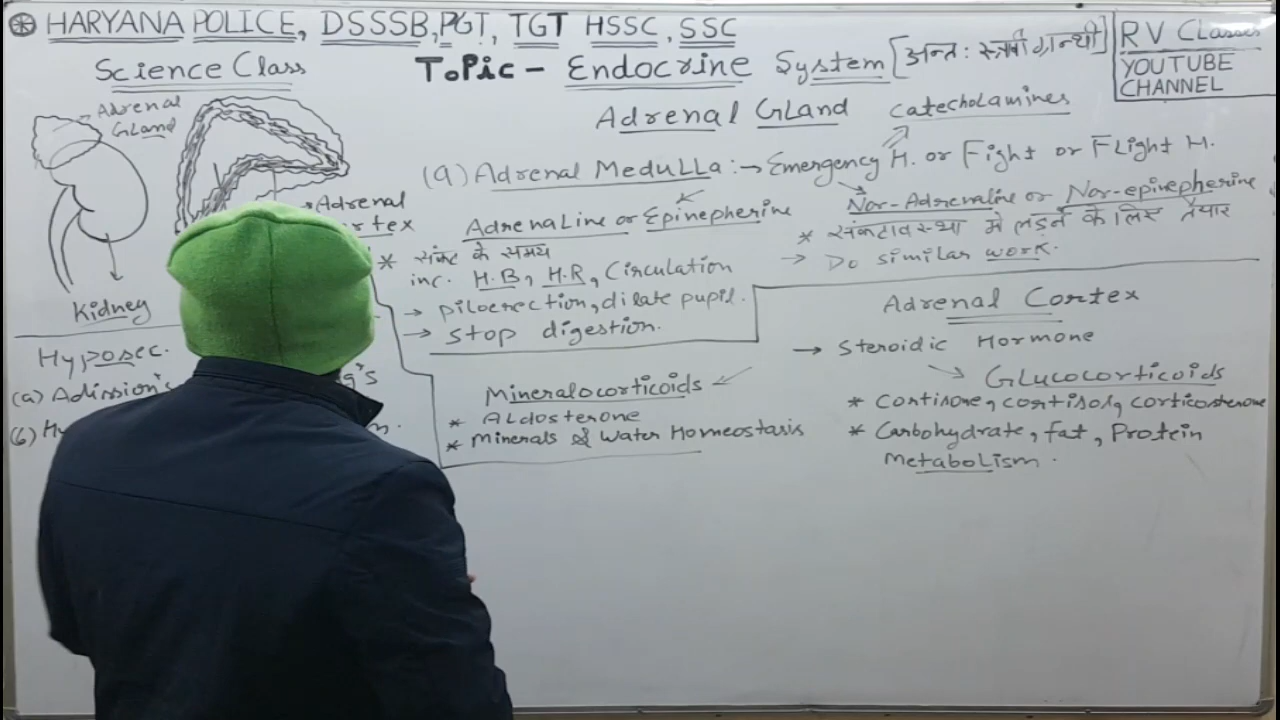 ⊛ HARYANA POLICE, DSSSB, PGT, TGT HSSC, SSC
Science Class
Topic - Endocrine System [अन्त: स्त्रावी ग्रन्थी]
RV Classes
YOUTUBE
CHANNEL
Adrenal
Gland
Kidney
Adrenal
Adrenal Gland
Catecholamines
(a) Adrenal Medulla :→ Emergency H. or Fight or Flight H.
Adrenaline or Epinepherine
* संकट के समय
inc. H.B, H.R, Circulation
→ piloerection, dilate pupil.
→ Stop digestion.
Nor-Adrenaline or Nor-epinepherine
* संकटावस्था मे लड़ने के लिए तैयार
→ Do similar work.
Adrenal Cortex
→ Steroidic Hormone
Mineralocorticoids
* Aldosterone
* Minerals & Water Homeostasis
Glucocorticoids
* Cortisone, cortisol, corticosterone
* Carbohydrate, fat, Protein
Metabolism.
Hyposec.
(a) Adission's
(b)